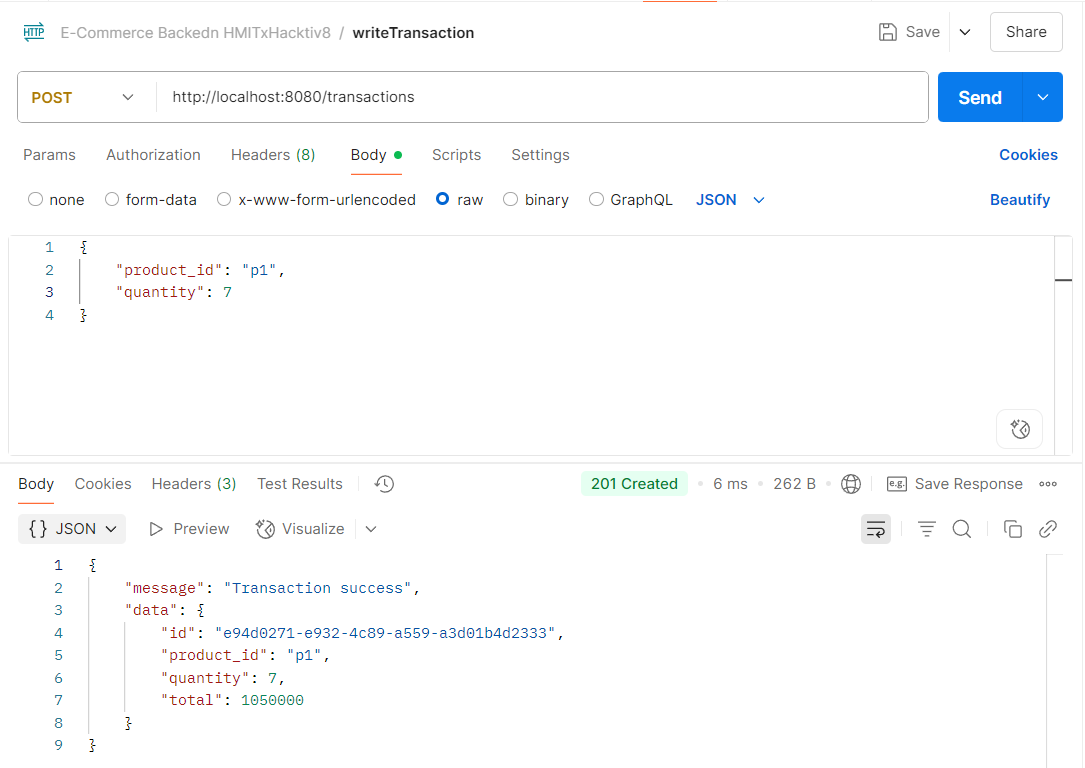 HTTP E-Commerce Backedn HMITxHacktiv8 / writeTransaction Save Share
POST http://localhost:8080/transactions Send
Params Authorization Headers (8) Body Scripts Settings Cookies
none form-data x-www-form-urlencoded raw binary GraphQL JSON Beautify
1 {
2 "product_id": "p1",
3 "quantity": 7
4 }
Body Cookies Headers (3) Test Results 201 Created • 6 ms • 262 B • e.g. Save Response
{} JSON Preview Visualize
1 {
2 "message": "Transaction success",
3 "data": {
4 "id": "e94d0271-e932-4c89-a559-a3d01b4d2333",
5 "product_id": "p1",
6 "quantity": 7,
7 "total": 1050000
8 }
9 }